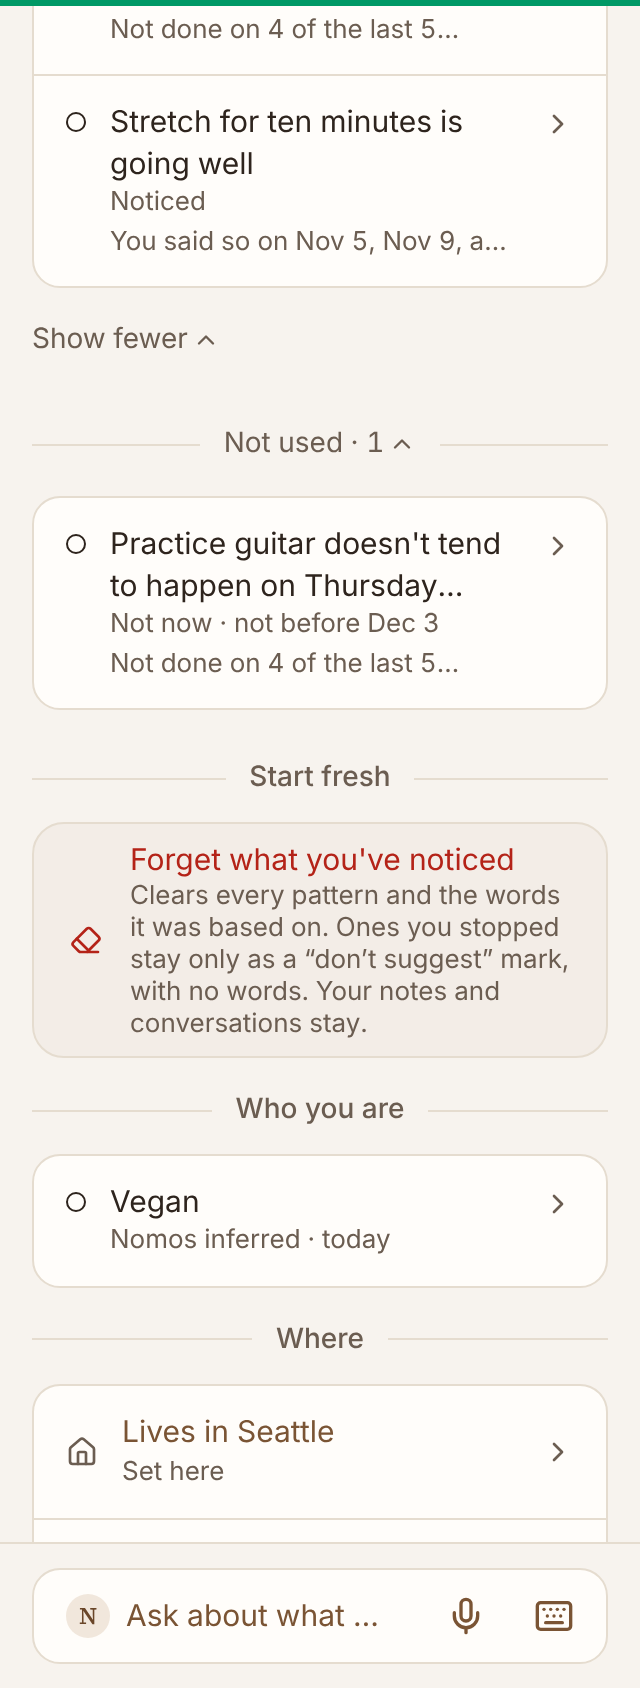 Not done on 4 of the last 5...
Stretch for ten minutes is
going well
Noticed
You said so on Nov 5, Nov 9, a...
Show fewer
Not used · 1
Practice guitar doesn't tend
to happen on Thursday...
Not now · not before Dec 3
Not done on 4 of the last 5...
Start fresh
Forget what you've noticed
Clears every pattern and the words
it was based on. Ones you stopped
stay only as a “don’t suggest” mark,
with no words. Your notes and
conversations stay.
Who you are
Vegan
Nomos inferred · today
Where
Lives in Seattle
Set here
N Ask about what ...